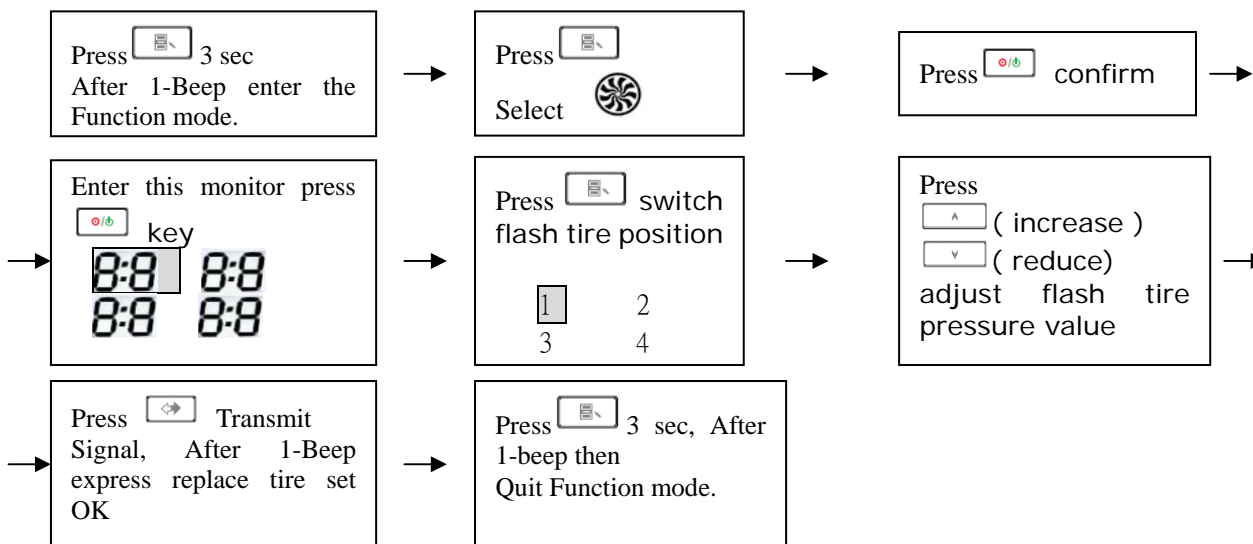 Press 3 sec
After 1-Beep enter the
Function mode.
Press
Select
Press confirm
Enter this monitor press
key
8:8 8:8
8:8 8:8
Press switch
flash tire position
1 2
3 4
Press
( increase )
( reduce)
adjust flash tire
pressure value
Press Transmit
Signal, After 1-Beep
express replace tire set
OK
Press 3 sec, After
1-beep then
Quit Function mode.